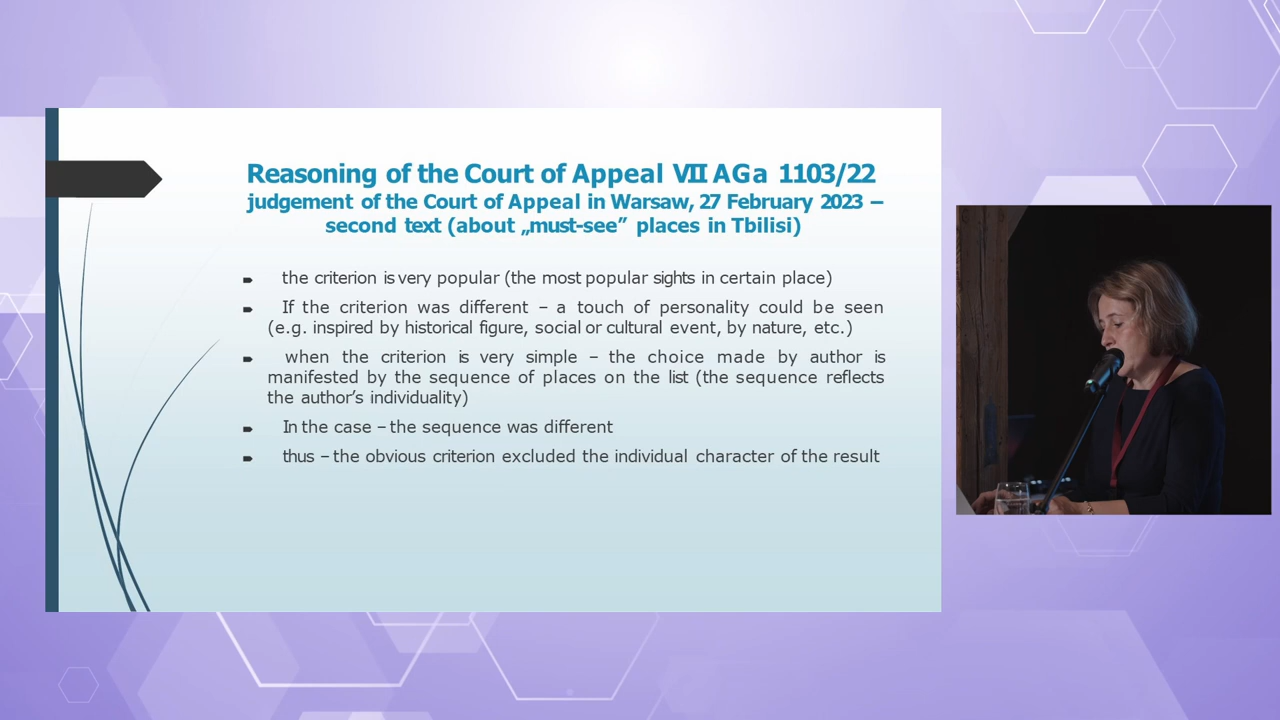 Reasoning of the Court of Appeal VII AGa 1103/22
judgement of the Court of Appeal in Warsaw, 27 February 2023 –
second text (about „must-see” places in Tbilisi)
the criterion is very popular (the most popular sights in certain place)
If the criterion was different – a touch of personality could be seen
(e.g. inspired by historical figure, social or cultural event, by nature, etc.)
when the criterion is very simple – the choice made by author is
manifested by the sequence of places on the list (the sequence reflects
the author’s individuality)
In the case – the sequence was different
thus – the obvious criterion excluded the individual character of the result